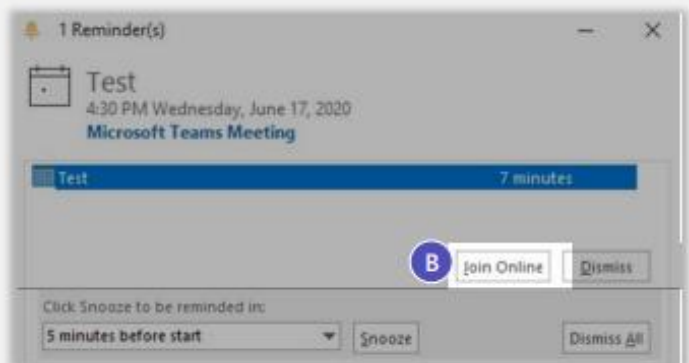 1 Reminder(s)
Test
4:30 PM Wednesday, June 17, 2020
Microsoft Teams Meeting
Test 7 minutes
B Join Online Dismiss
Click Snooze to be reminded in:
5 minutes before start Snooze Dismiss All